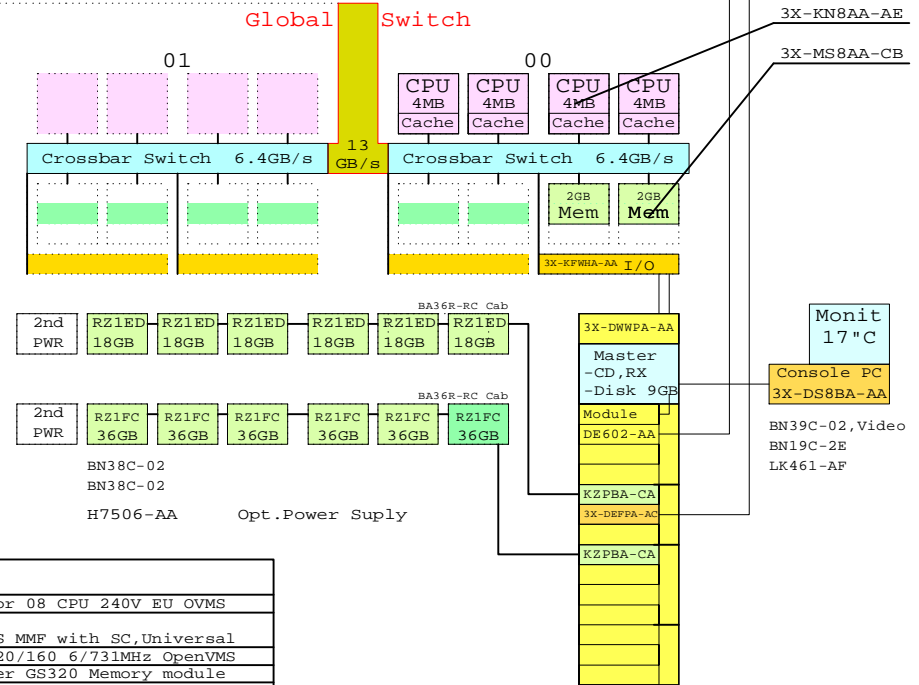 Global Switch
3X-KN8AA-AE
3X-MS8AA-CB
01
00
CPU
4MB
Cache
CPU
4MB
Cache
CPU
4MB
Cache
CPU
4MB
Cache
Crossbar Switch 6.4GB/s
13
GB/s
Crossbar Switch 6.4GB/s
2GB
Mem
2GB
Mem
3X-KFWHA-AA I/O
BA36R-RC Cab
2nd
PWR
RZ1ED
18GB
RZ1ED
18GB
RZ1ED
18GB
RZ1ED
18GB
RZ1ED
18GB
RZ1ED
18GB
BA36R-RC Cab
2nd
PWR
RZ1FC
36GB
RZ1FC
36GB
RZ1FC
36GB
RZ1FC
36GB
RZ1FC
36GB
RZ1FC
36GB
BN38C-02
BN38C-02
H7506-AA Opt.Power Suply
3X-DWWPA-AA
Master
-CD,RX
-Disk 9GB
Module
DE602-AA
KZPBA-CA
3X-DEFPA-AC
KZPBA-CA
Monit
17"C
Console PC
3X-DS8BA-AA
BN39C-02,Video
BN19C-2E
LK461-AF
or 08 CPU 240V EU OVMS
S MMF with SC,Universal
20/160 6/731MHz OpenVMS
er GS320 Memory module